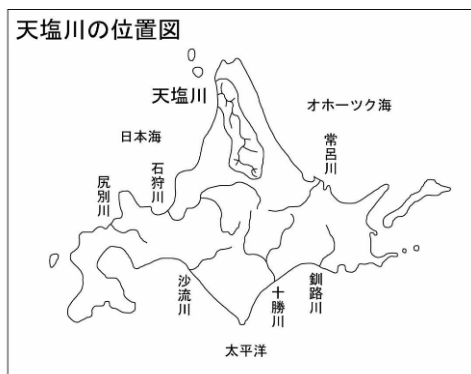 天塩川の位置図
天塩川
オホーツク海
日本海
常呂川
石狩川
尻別川
沙流川
十勝川
釧路川
太平洋